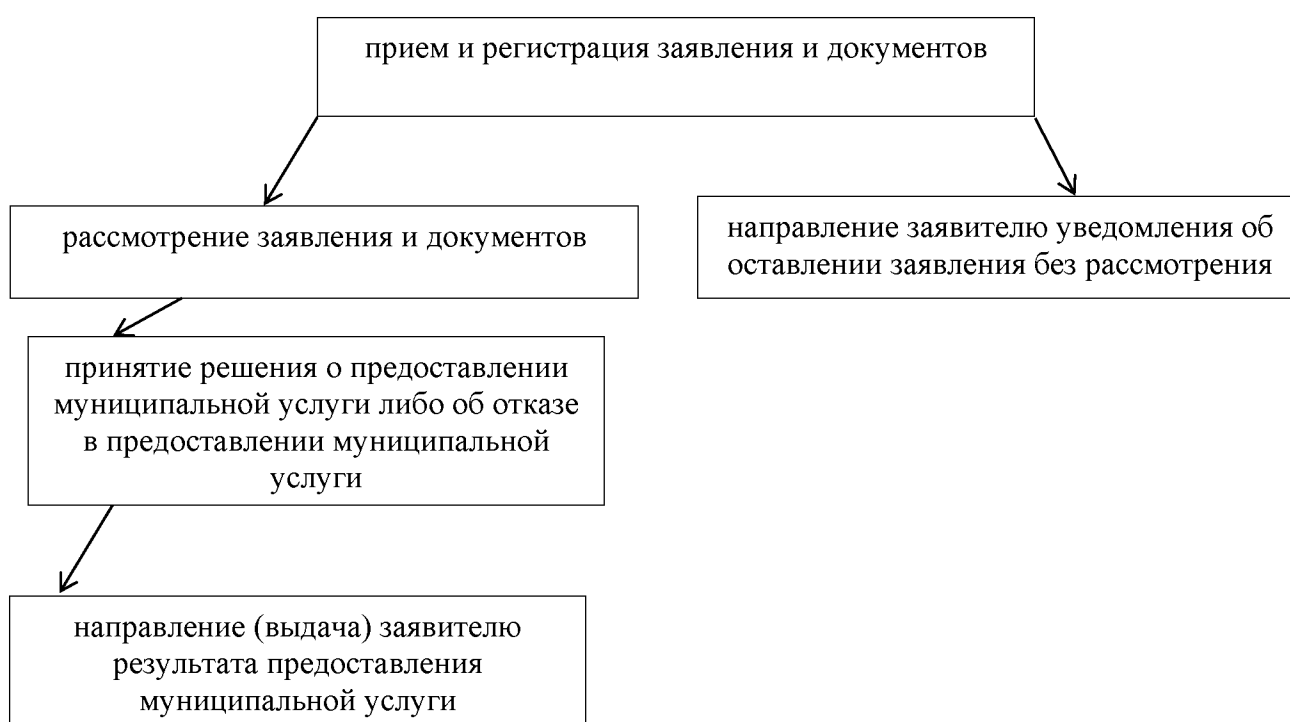 прием и регистрация заявления и документов
рассмотрение заявления и документов
направление заявителю уведомления об
оставлении заявления без рассмотрения
принятие решения о предоставлении
муниципальной услуги либо об отказе
в предоставлении муниципальной
услуги
направление (выдача) заявителю
результата предоставления
муниципальной услуги